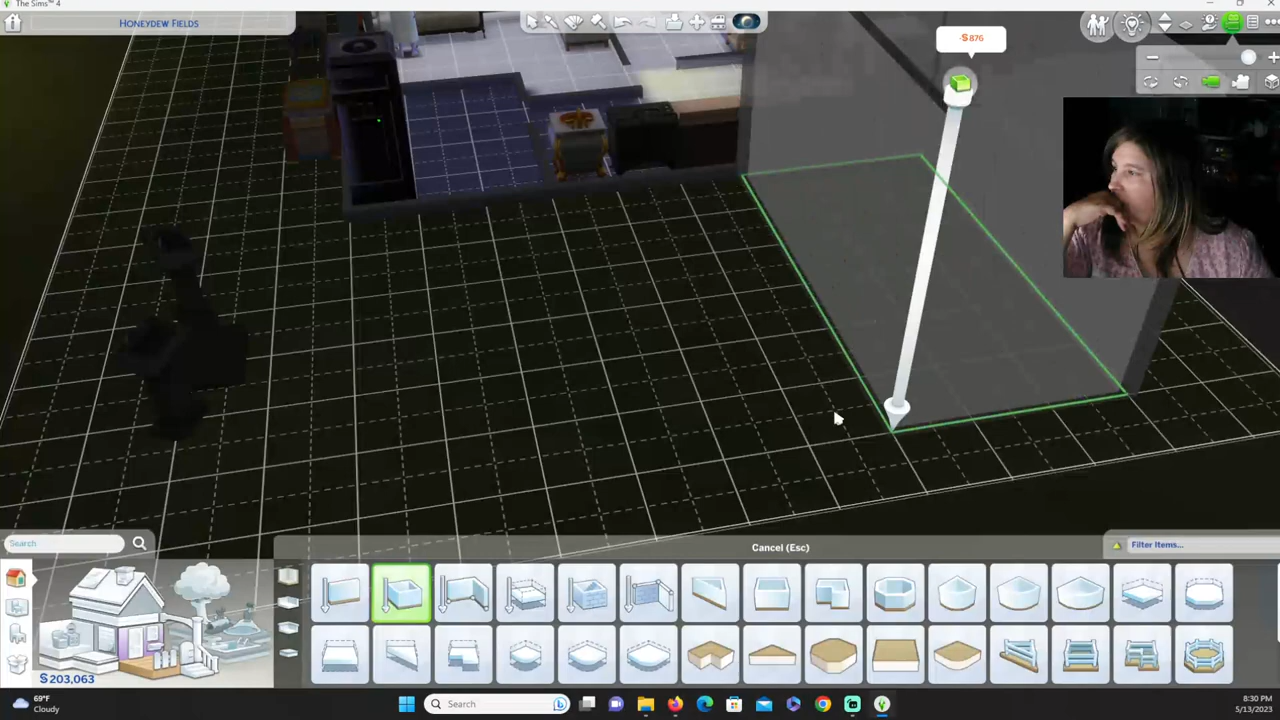 The Sims™ 4
HONEYDEW FIELDS
-§876
Search
Cancel (Esc)
Filter Items...
§203,063
69°F
Cloudy
Search
8:30 PM
5/13/2023